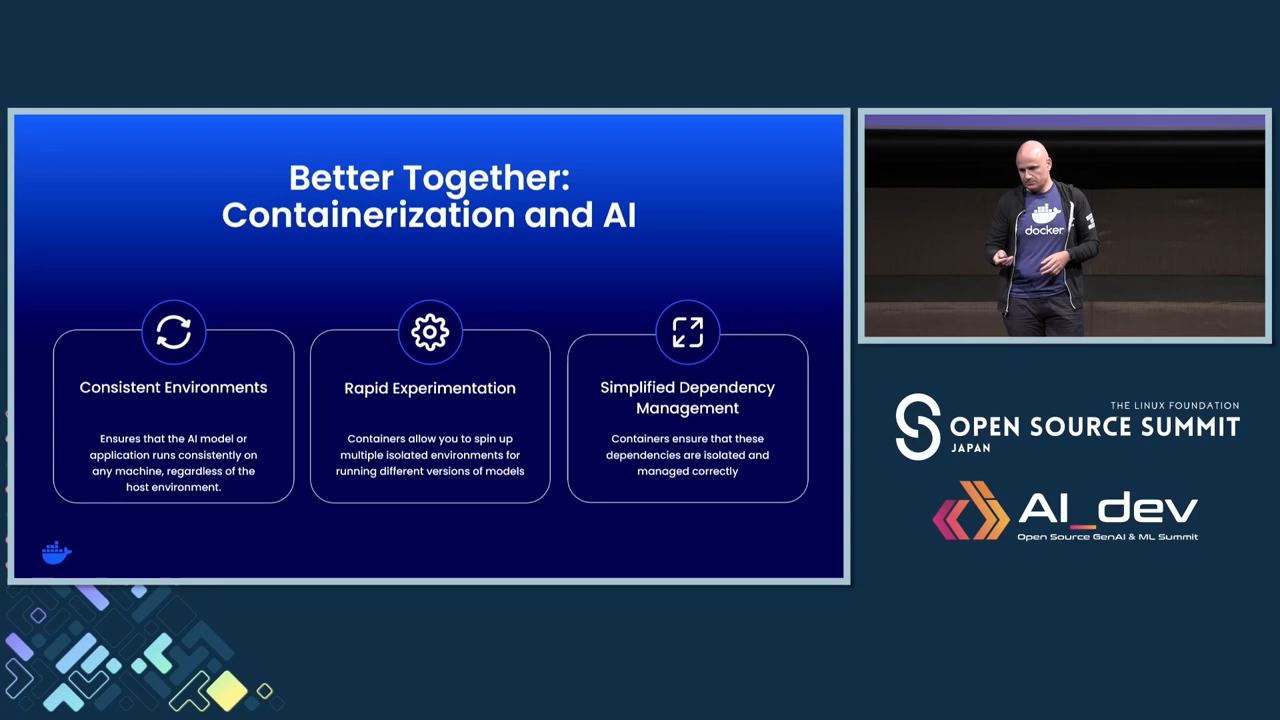 Better Together:
Containerization and AI
Consistent Environments
Ensures that the AI model or
application runs consistently on
any machine, regardless of the
host environment.
Rapid Experimentation
Containers allow you to spin up
multiple isolated environments for
running different versions of models
Simplified Dependency
Management
Containers ensure that these
dependencies are isolated and
managed correctly
docker
THE LINUX FOUNDATION
OPEN SOURCE SUMMIT
JAPAN
AI_dev
Open Source GenAI & ML Summit